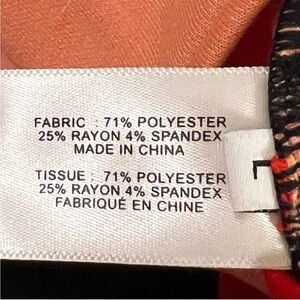 FABRIC : 71% POLYESTER
25% RAYON 4% SPANDEX
MADE IN CHINA
TISSUE : 71% POLYESTER
25% RAYON 4% SPANDEX
FABRIQUÉ EN CHINE
L